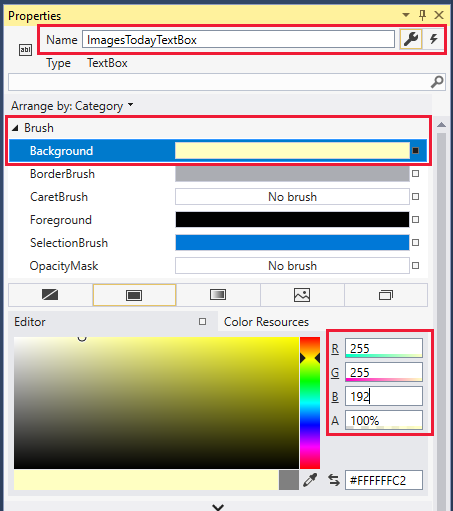 Properties
Name ImagesTodayTextBox
abl
Type TextBox
Arrange by: Category
Brush
Background
BorderBrush
CaretBrush No brush
Foreground
SelectionBrush
OpacityMask No brush
Editor Color Resources
R 255
G 255
B 192
A 100%
#FFFFFFC2